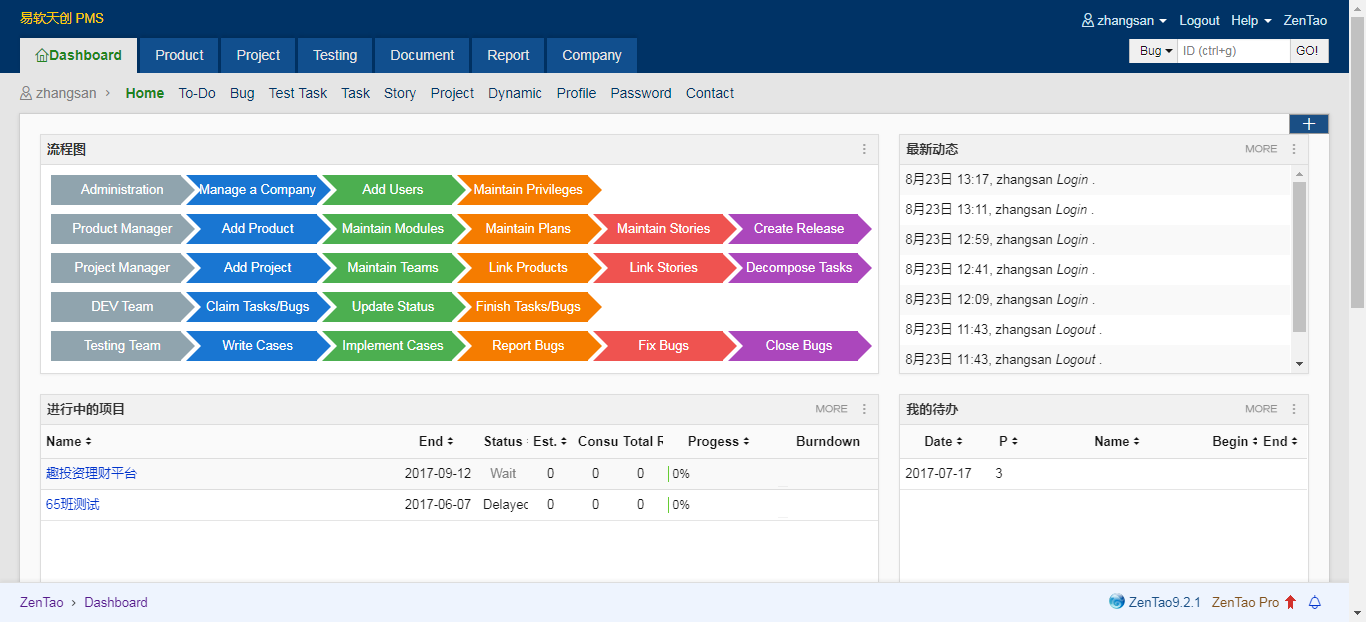 易软天创 PMS
zhangsan Logout Help ZenTao
Dashboard Product Project Testing Document Report Company
Bug ID (ctrl+g) GO!
zhangsan Home To-Do Bug Test Task Task Story Project Dynamic Profile Password Contact
流程图
Administration Manage a Company Add Users Maintain Privileges
Product Manager Add Product Maintain Modules Maintain Plans Maintain Stories Create Release
Project Manager Add Project Maintain Teams Link Products Link Stories Decompose Tasks
DEV Team Claim Tasks/Bugs Update Status Finish Tasks/Bugs
Testing Team Write Cases Implement Cases Report Bugs Fix Bugs Close Bugs
最新动态 MORE
8月23日 13:17, zhangsan Login .
8月23日 13:11, zhangsan Login .
8月23日 12:59, zhangsan Login .
8月23日 12:41, zhangsan Login .
8月23日 12:09, zhangsan Login .
8月23日 11:43, zhangsan Logout .
8月23日 11:43, zhangsan Logout .
进行中的项目 MORE
Name End Status Est. Consu Total R Progess Burndown
趣投资理财平台 2017-09-12 Wait 0 0 0 0%
65班测试 2017-06-07 Delayed 0 0 0 0%
我的待办 MORE
Date P Name Begin End
2017-07-17 3
ZenTao › Dashboard
ZenTao9.2.1 ZenTao Pro